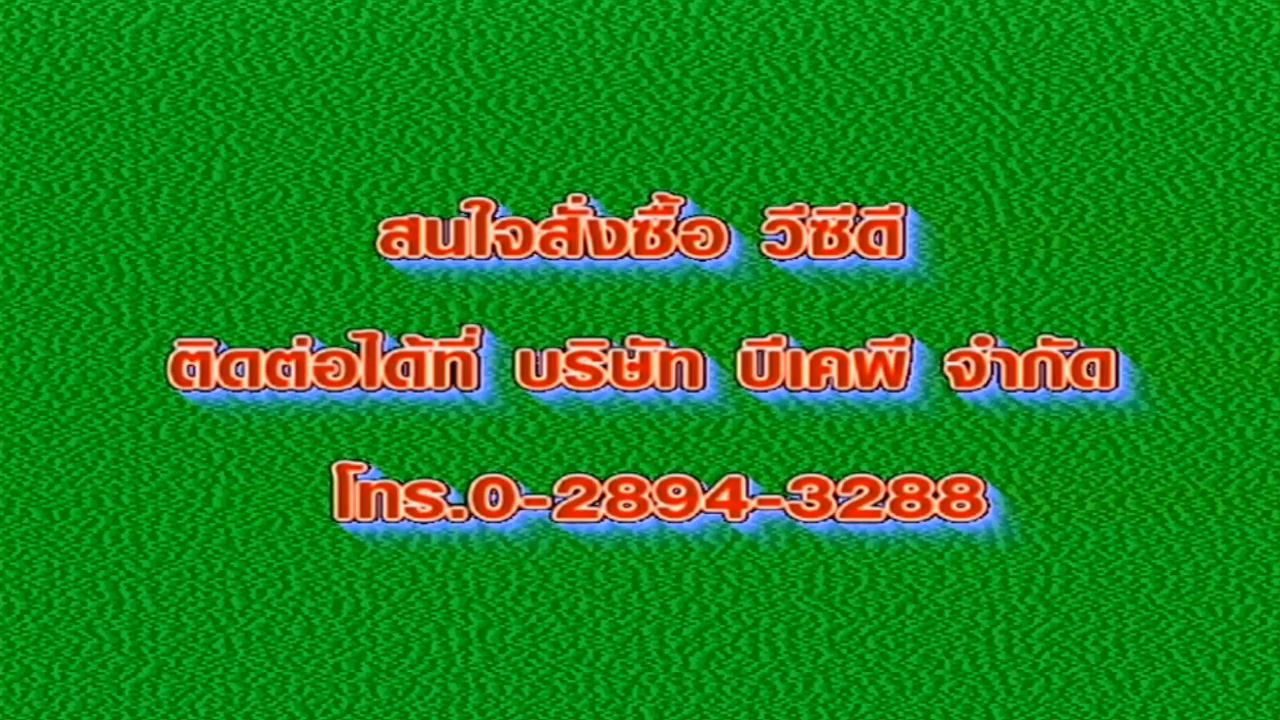 สนใจสั่งซื้อ วีซีดี
ติดต่อได้ที่ บริษัท บีเคพี จำกัด
โทร.0-2894-3288